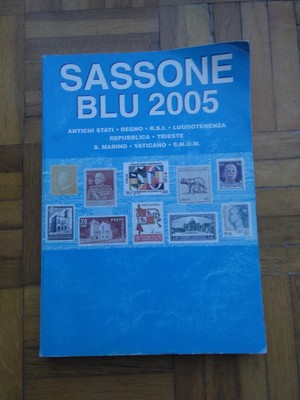 SASSONE
BLU 2005
ANTICHI STATI • REGNO • R.S.I. • LUOGOTENENZA
REPUBBLICA • TRIESTE
S. MARINO • VATICANO • S.M.O.M.